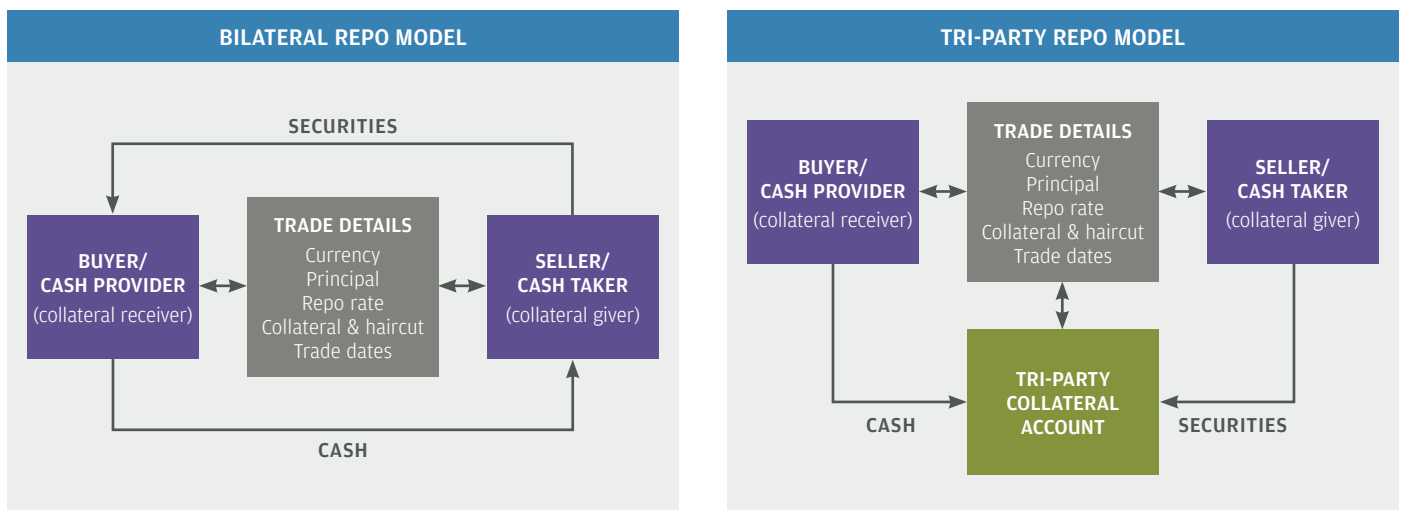 BILATERAL REPO MODEL
SECURITIES
BUYER/
CASH PROVIDER
(collateral receiver)
TRADE DETAILS
Currency
Principal
Repo rate
Collateral & haircut
Trade dates
SELLER/
CASH TAKER
(collateral giver)
CASH
TRI-PARTY REPO MODEL
BUYER/
CASH PROVIDER
(collateral receiver)
TRADE DETAILS
Currency
Principal
Repo rate
Collateral & haircut
Trade dates
SELLER/
CASH TAKER
(collateral giver)
CASH
TRI-PARTY
COLLATERAL
ACCOUNT
SECURITIES